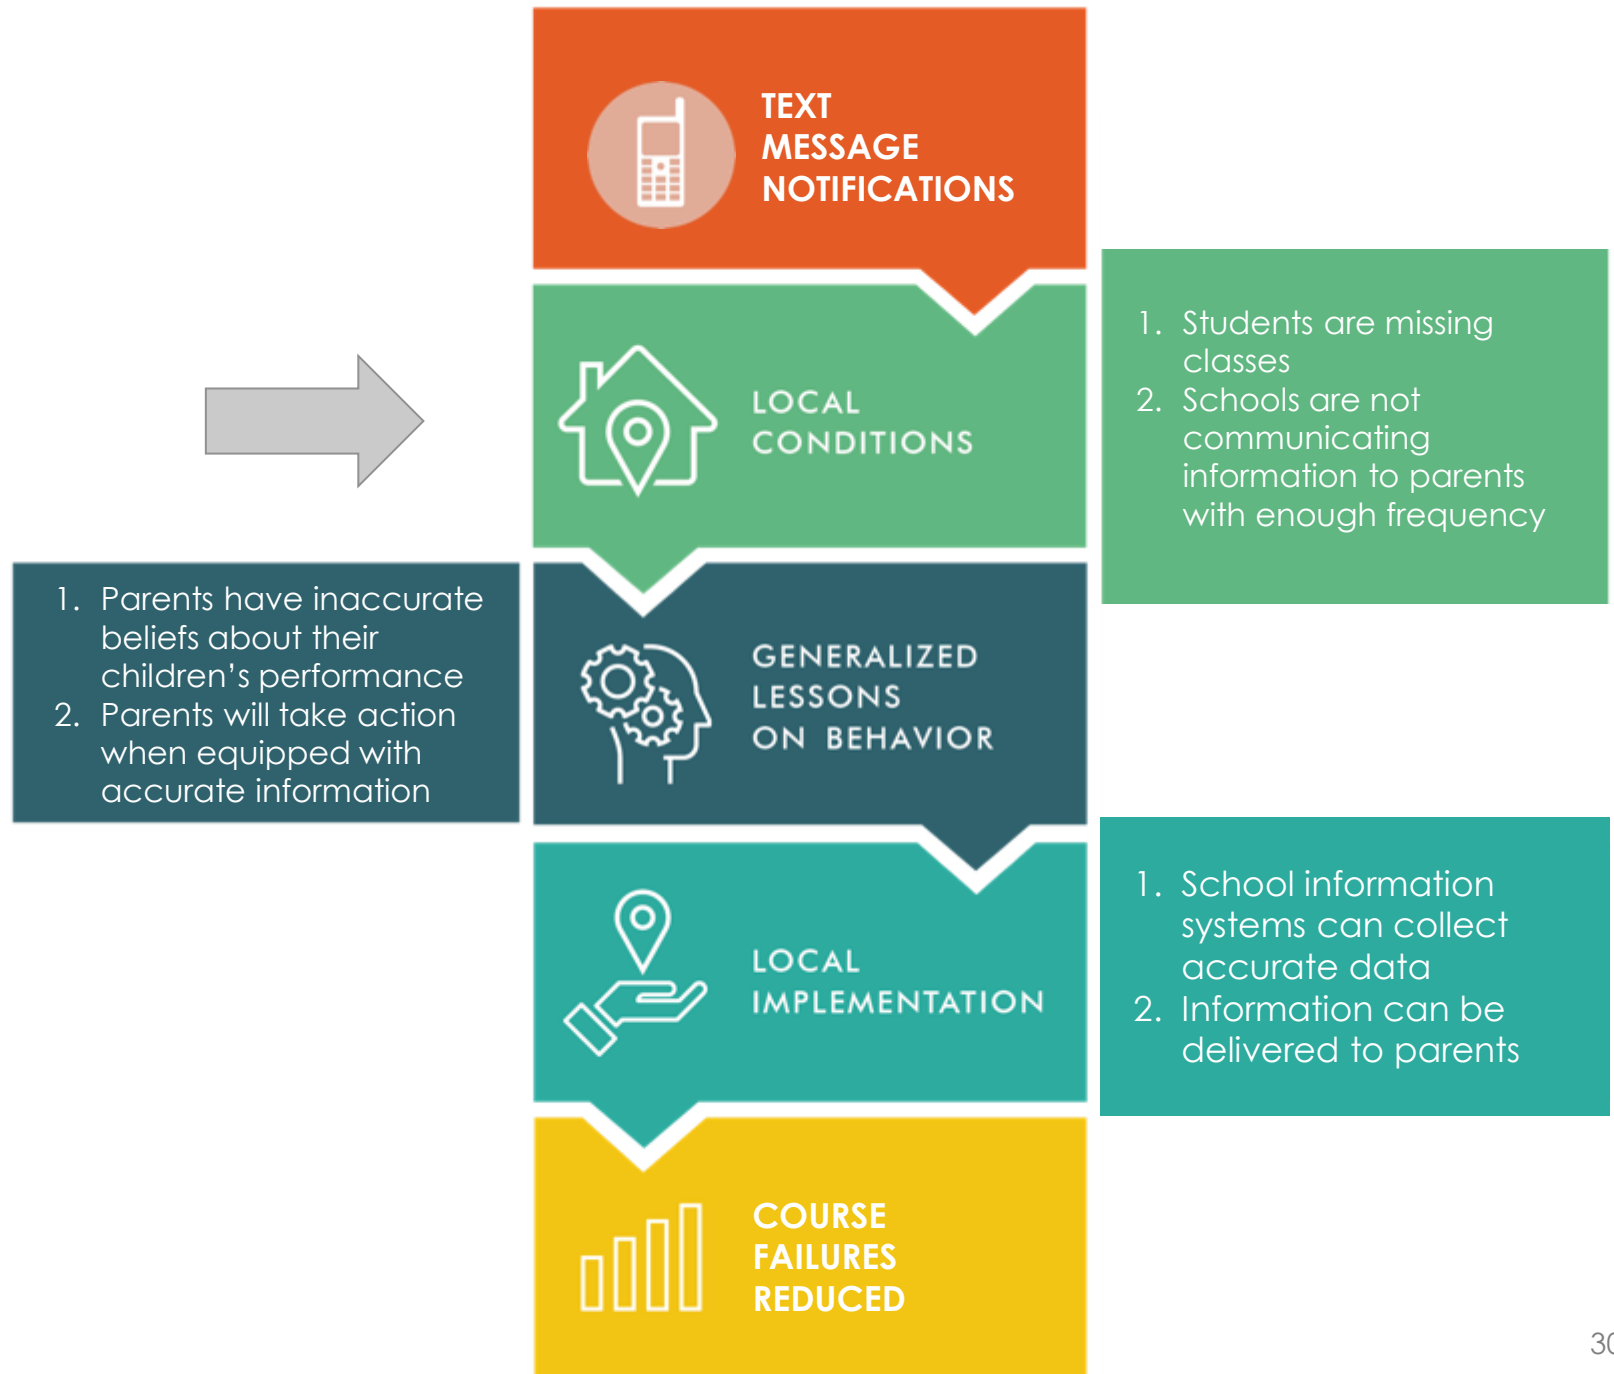 TEXT
MESSAGE
NOTIFICATIONS
LOCAL
CONDITIONS
1. Students are missing
classes
2. Schools are not
communicating
information to parents
with enough frequency
1. Parents have inaccurate
beliefs about their
children’s performance
2. Parents will take action
when equipped with
accurate information
GENERALIZED
LESSONS
ON BEHAVIOR
LOCAL
IMPLEMENTATION
1. School information
systems can collect
accurate data
2. Information can be
delivered to parents
COURSE
FAILURES
REDUCED
30